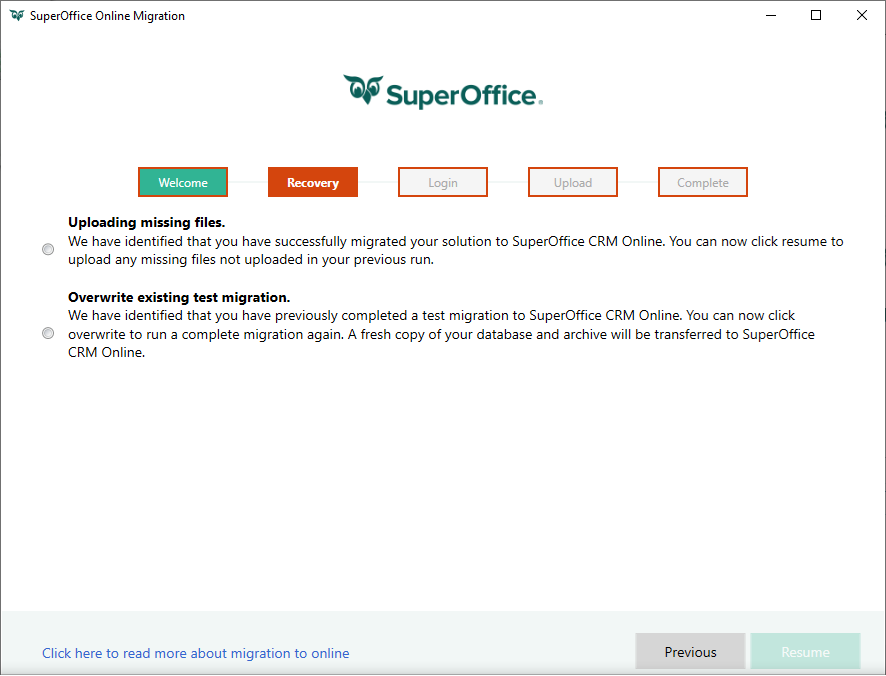 SuperOffice Online Migration
SuperOffice®
Welcome
Recovery
Login
Upload
Complete
Uploading missing files.
We have identified that you have successfully migrated your solution to SuperOffice CRM Online. You can now click resume to
upload any missing files not uploaded in your previous run.
Overwrite existing test migration.
We have identified that you have previously completed a test migration to SuperOffice CRM Online. You can now click
overwrite to run a complete migration again. A fresh copy of your database and archive will be transferred to SuperOffice
CRM Online.
Click here to read more about migration to online
Previous
Resume